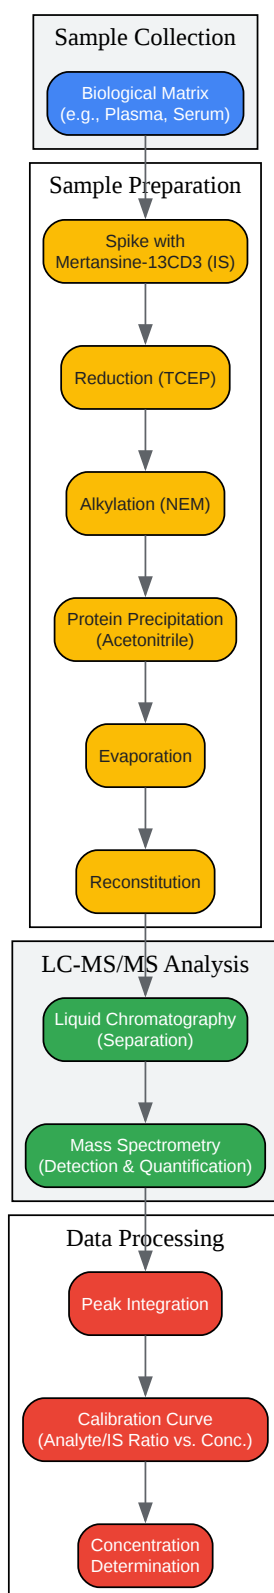 Sample Collection
Biological Matrix
(e.g., Plasma, Serum)
Sample Preparation
Spike with
Mertansine-13CD3 (IS)
Reduction (TCEP)
Alkylation (NEM)
Protein Precipitation
(Acetonitrile)
Evaporation
Reconstitution
LC-MS/MS Analysis
Liquid Chromatography
(Separation)
Mass Spectrometry
(Detection & Quantification)
Data Processing
Peak Integration
Calibration Curve
(Analyte/IS Ratio vs. Conc.)
Concentration
Determination